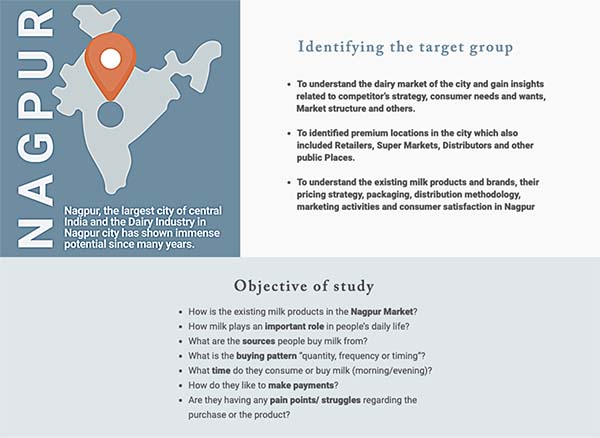 NAGPUR
Nagpur, the largest city of central
India and the Dairy Industry in
Nagpur city has shown immense
potential since many years.
Identifying the target group
• To understand the dairy market of the city and gain insights
related to competitor's strategy, consumer needs and wants,
Market structure and others.
• To identified premium locations in the city which also
included Retailers, Super Markets, Distributors and other
public Places.
• To understand the existing milk products and brands, their
pricing strategy, packaging, distribution methodology,
marketing activities and consumer satisfaction in Nagpur
Objective of study
• How is the existing milk products in the Nagpur Market?
• How milk plays an important role in people's daily life?
• What are the sources people buy milk from?
• What is the buying pattern “quantity, frequency or timing”?
• What time do they consume or buy milk (morning/evening)?
• How do they like to make payments?
• Are they having any pain points/ struggles regarding the
purchase or the product?